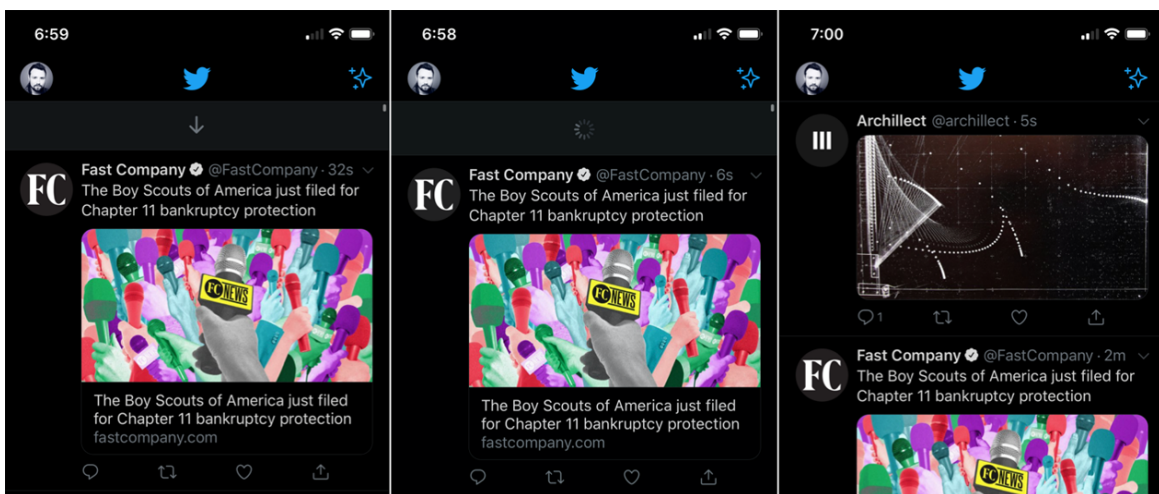 6:59
Fast Company @FastCompany · 32s
FC
The Boy Scouts of America just filed for
Chapter 11 bankruptcy protection
FC NEWS
The Boy Scouts of America just filed
for Chapter 11 bankruptcy protection
fastcompany.com
6:58
Fast Company @FastCompany · 6s
FC
The Boy Scouts of America just filed for
Chapter 11 bankruptcy protection
FC NEWS
The Boy Scouts of America just filed
for Chapter 11 bankruptcy protection
fastcompany.com
7:00
Archillect @archillect · 5s
1
Fast Company @FastCompany · 2m
FC
The Boy Scouts of America just filed for
Chapter 11 bankruptcy protection
FC NEWS